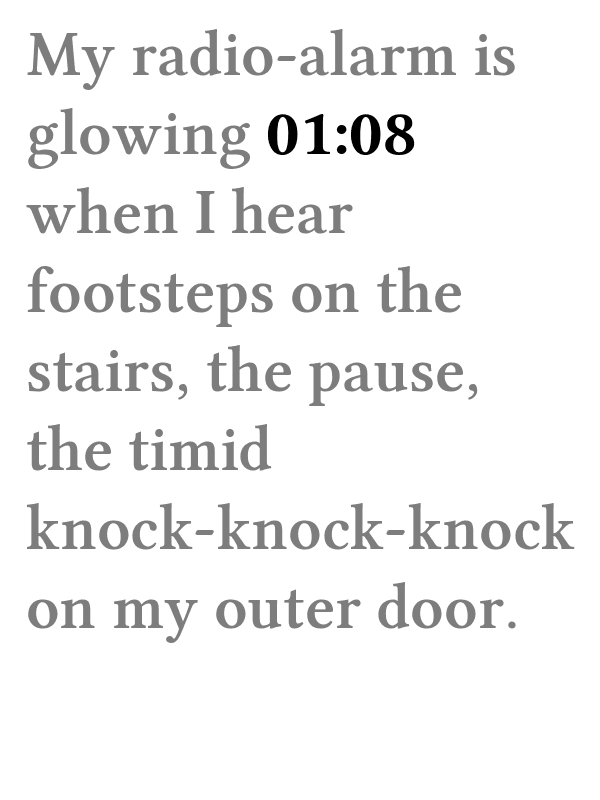 My radio-alarm is
glowing 01:08
when I hear
footsteps on the
stairs, the pause,
the timid
knock-knock-knock
on my outer door.